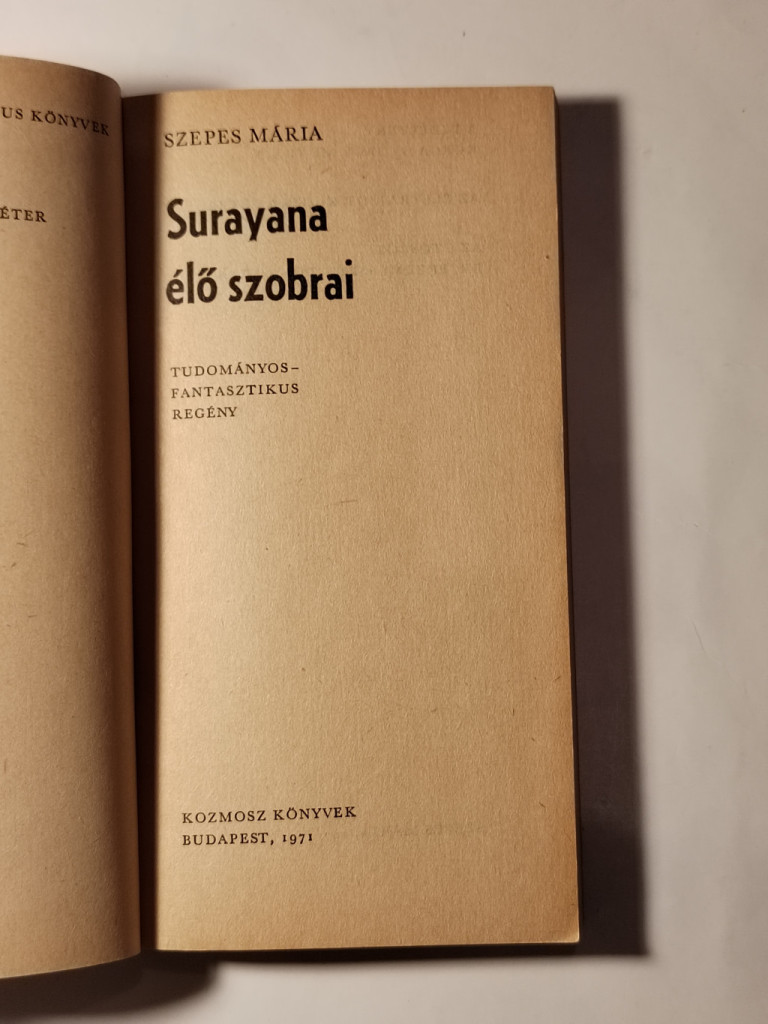 US KÖNYVEK
ÉTER
SZEPES MÁRIA
Surayana
élő szobrai
TUDOMÁNYOS-
FANTASZTIKUS
REGÉNY
KOZMOSZ KÖNYVEK
BUDAPEST, 1971